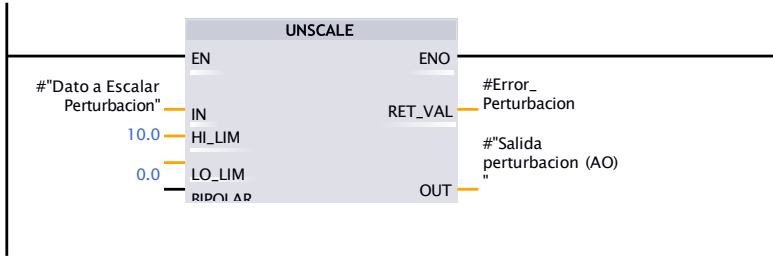 UNSCALE
EN ENO
#"Dato a Escalar
Perturbacion"
IN
10.0 HI_LIM
0.0 LO_LIM
BIPOLAR
RET_VAL
#Error_
Perturbacion
OUT
#"Salida
perturbacion (AO)
"